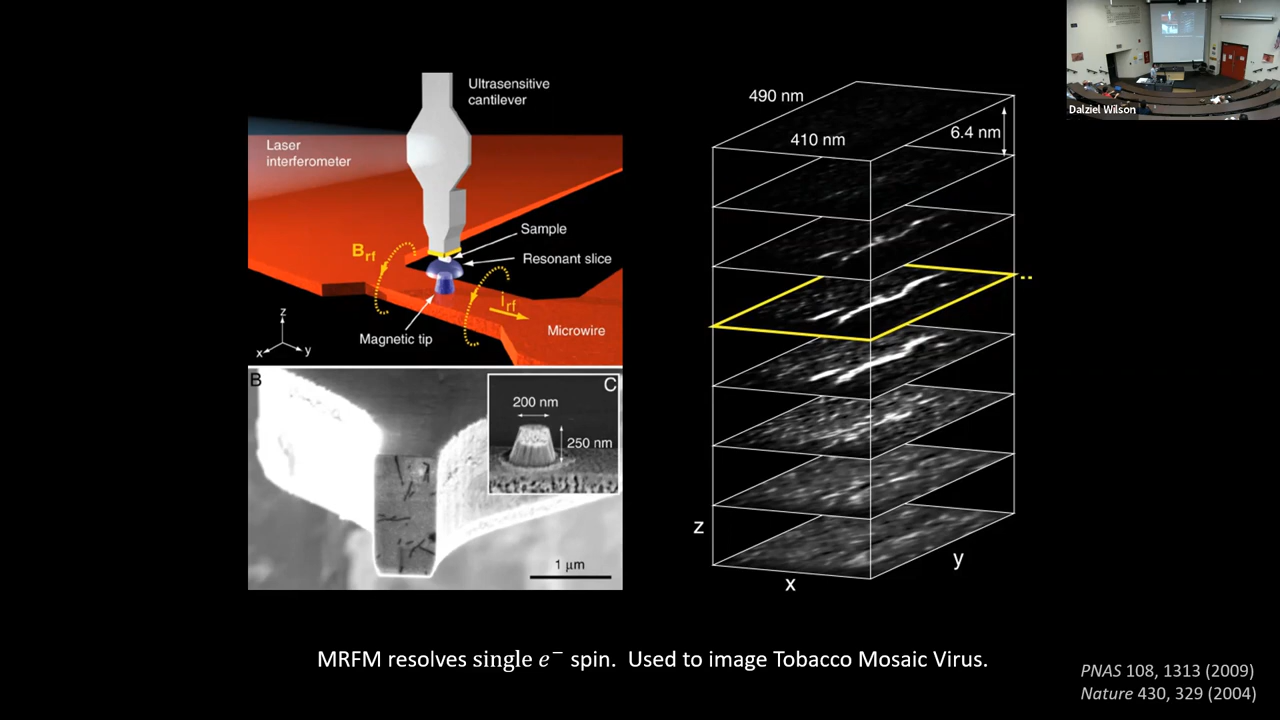 Ultrasensitive
cantilever
Laser
interferometer
Sample
Resonant slice
Brf
irf
Magnetic tip
Microwire
z
x
y
B
C
200 nm
250 nm
1 μm
490 nm
410 nm
6.4 nm
z
y
x
MRFM resolves single e⁻ spin. Used to image Tobacco Mosaic Virus.
PNAS 108, 1313 (2009)
Nature 430, 329 (2004)
Dalziel Wilson